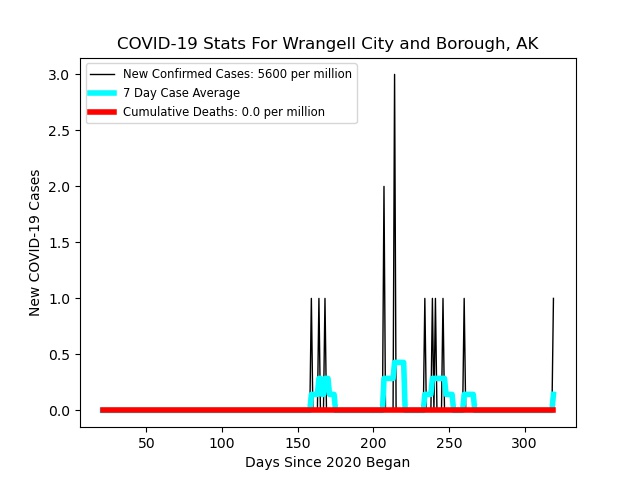 COVID-19 Stats For Wrangell City and Borough, AK
New Confirmed Cases: 5600 per million
7 Day Case Average
Cumulative Deaths: 0.0 per million
New COVID-19 Cases
3.0
2.5
2.0
1.5
1.0
0.5
0.0
50 100 150 200 250 300
Days Since 2020 Began